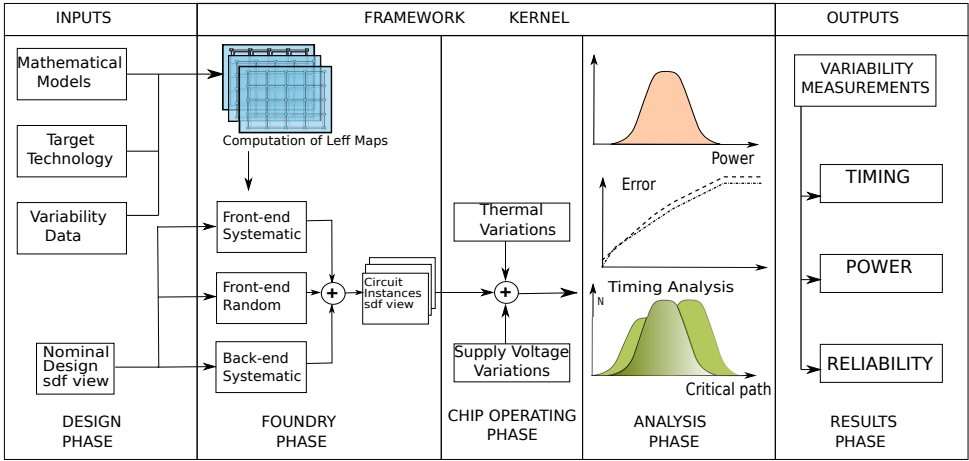 INPUTS
FRAMEWORK KERNEL
OUTPUTS
Mathematical
Models
Target
Technology
Variability
Data
Nominal
Design
sdf view
DESIGN
PHASE
Computation of Leff Maps
Front-end
Systematic
Front-end
Random
Back-end
Systematic
+
Circuit
Instances
sdf view
FOUNDRY
PHASE
Thermal
Variations
+
Supply Voltage
Variations
CHIP OPERATING
PHASE
Power
Error
Timing Analysis
N
Critical path
ANALYSIS
PHASE
VARIABILITY
MEASUREMENTS
TIMING
POWER
RELIABILITY
RESULTS
PHASE